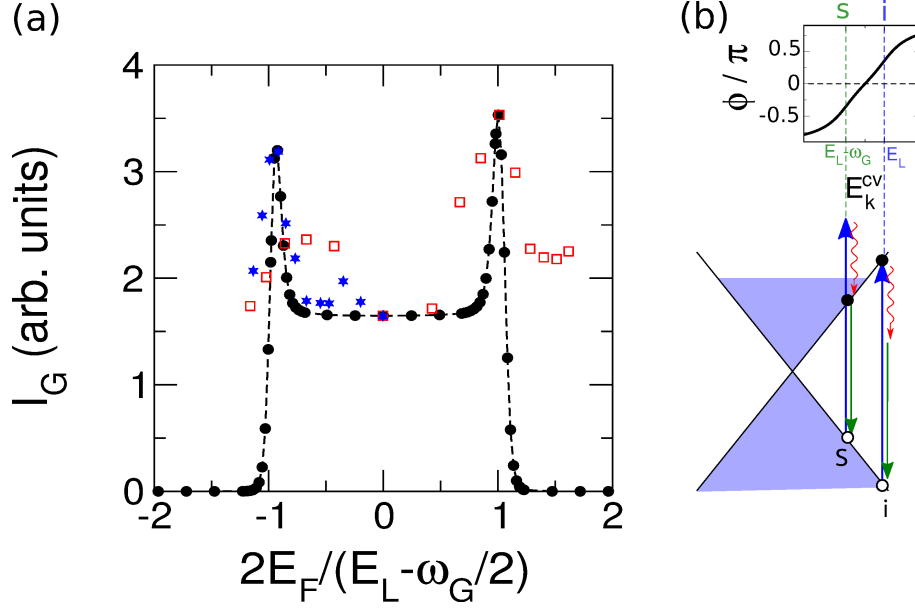 (a)
4
3
2
1
0
-2
-1
0
1
2
I_G (arb. units)
2E_F/(E_L-ω_G/2)
(b)
S
i
0.5
0
-0.5
ϕ / π
E_L-ω_G
E_L
E_k^cv
S
i